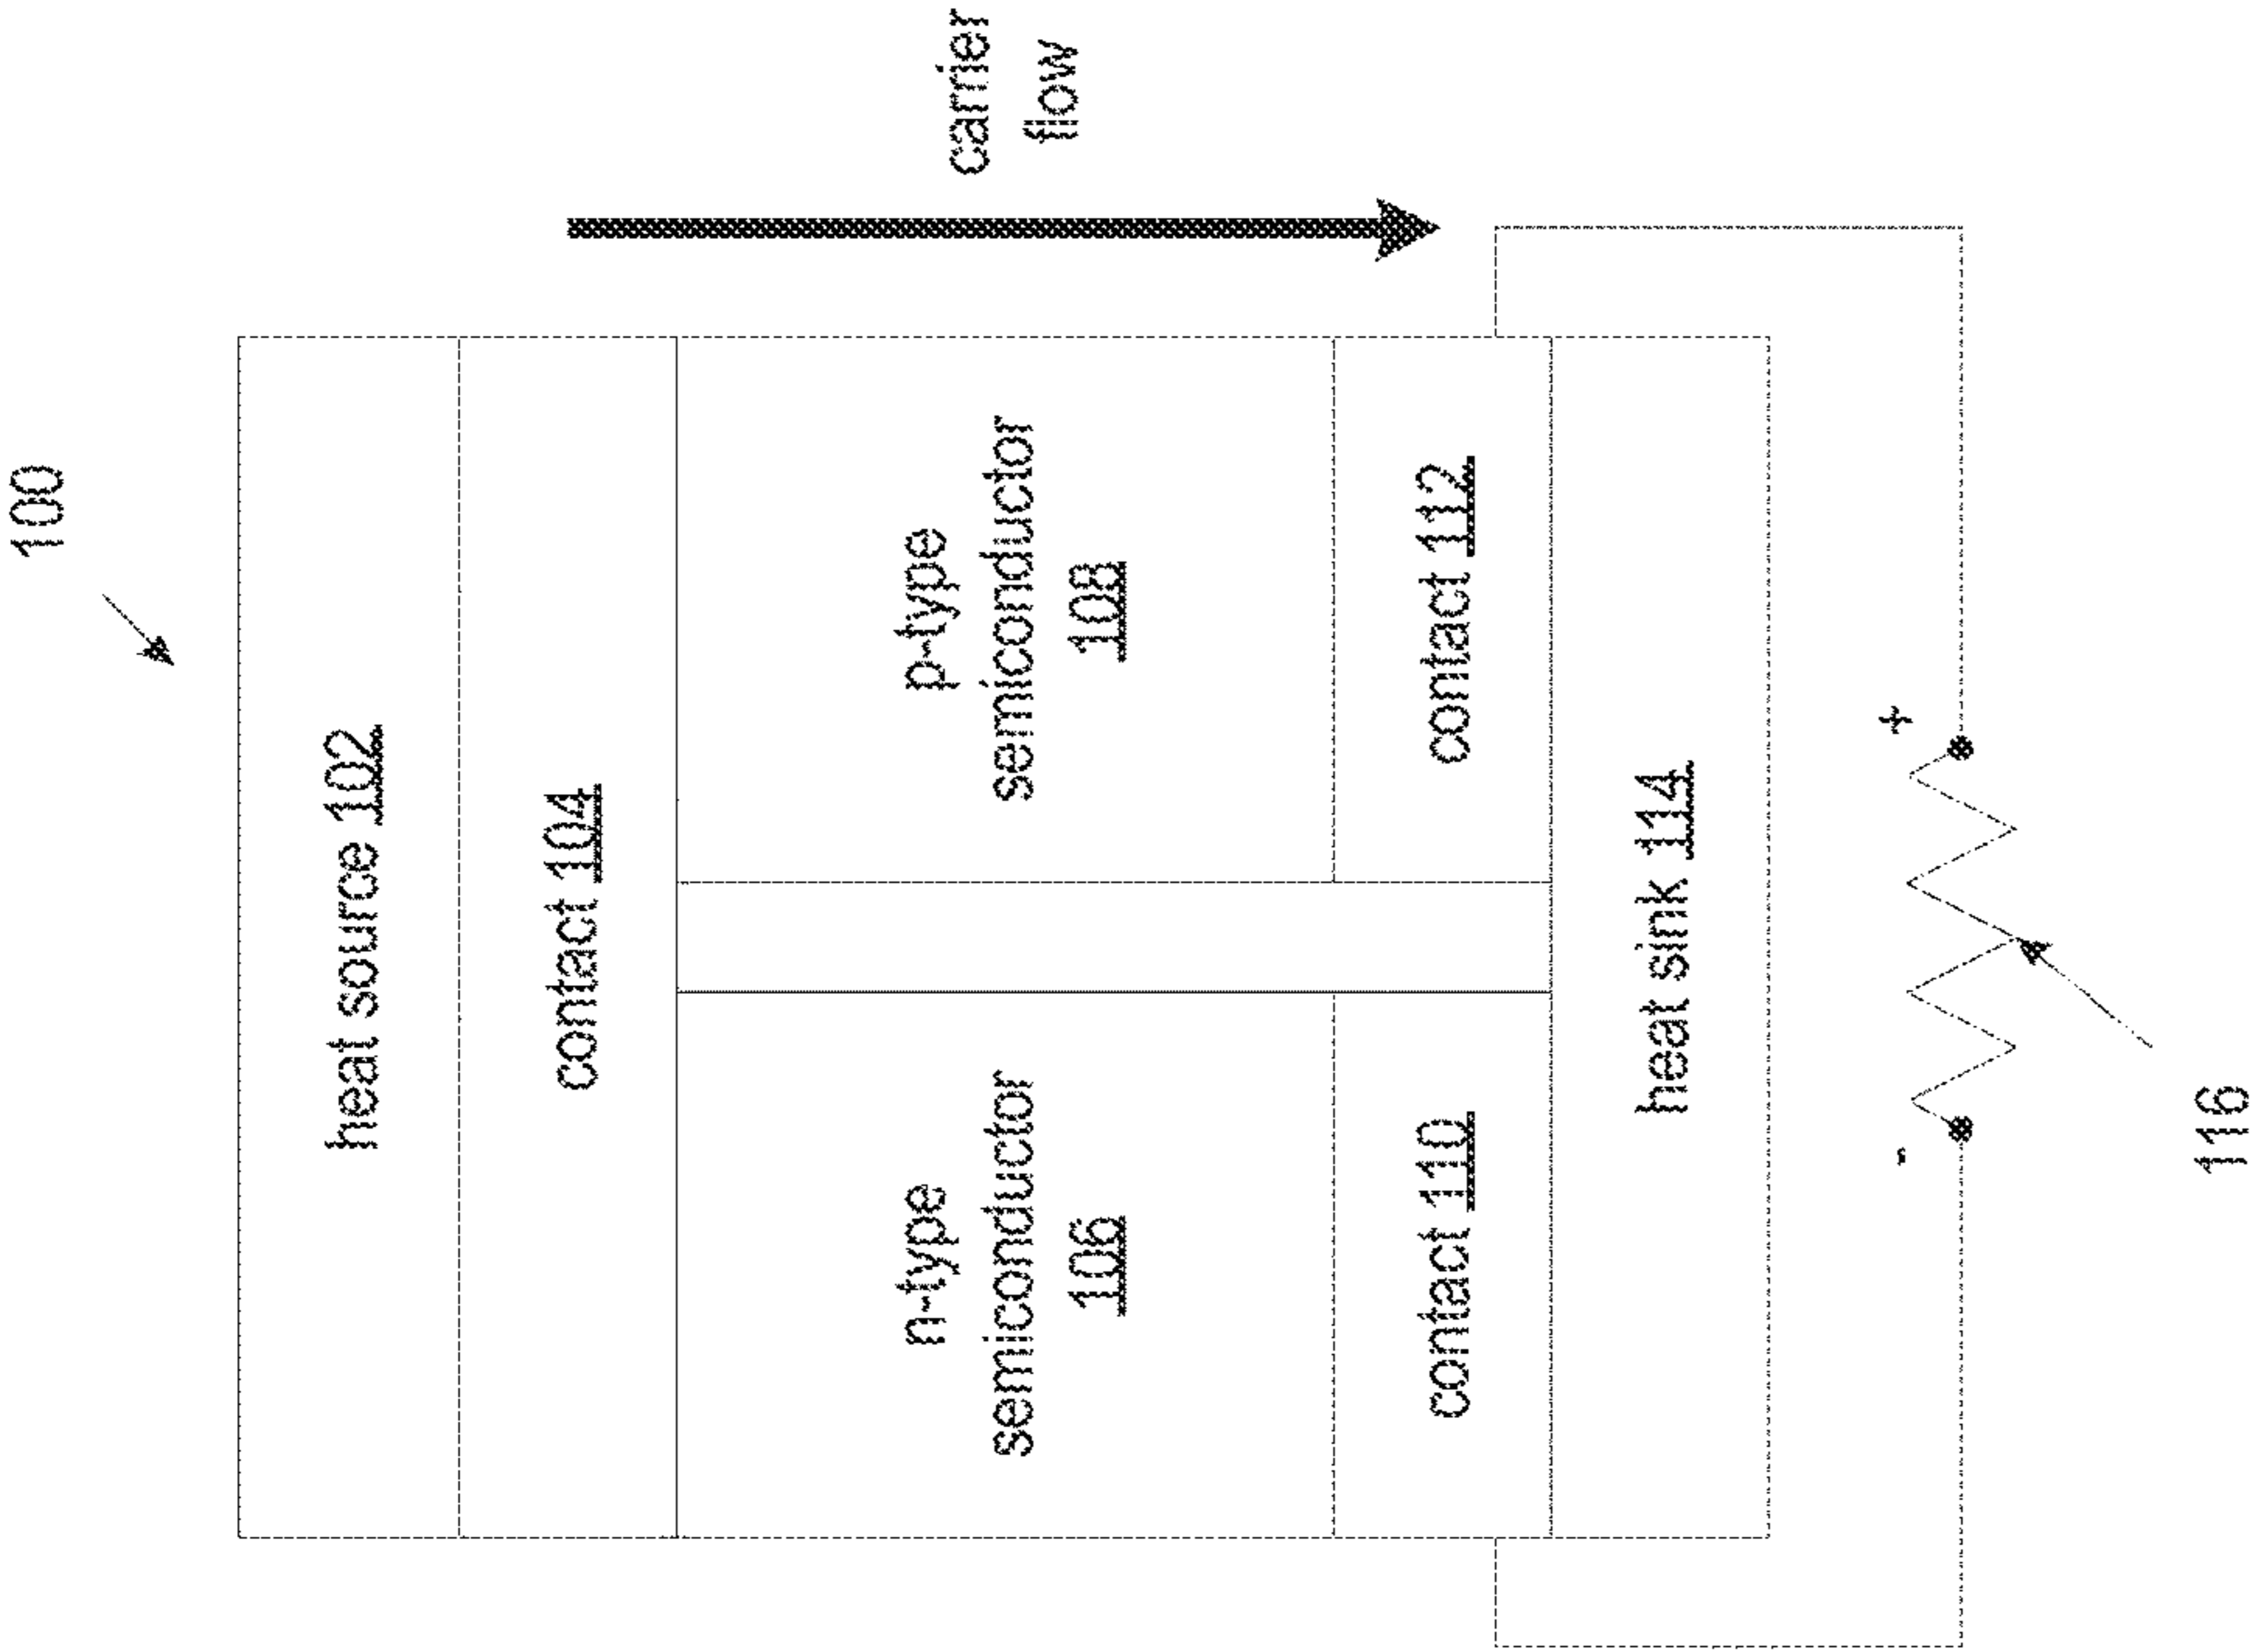 100
heat source 102
contact 104
n-type
semiconductor
106
p-type
semiconductor
108
carrier
flow
contact 110
contact 112
heat sink 114
-
+
116